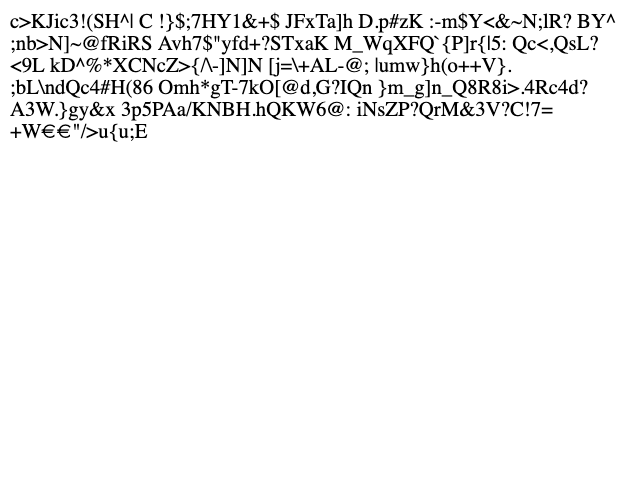 c>KJic3!(SH^| C !}$;7HY1&+$ JFxTa]h D.p#zK :-m$Y<&~N;lR? BY^
;nb>N]~@fRiRS Avh7$"yfd+?STxaK M_WqXFQ`{P]r{|5: Qc<,QsL?
<9L kD^%*XCNcZ>{/\-]N]N [j=\+AL-@; |umw}h(o++V}.
;bL\ndQc4#H(86 Omh*gT-7kO[@d,G?IQn }m_g]n_Q8R8i>.4Rc4d?
A3W.}gy&x 3p5PAa/KNBH.hQKW6@: iNsZP?QrM&3V?C!7=
+W€€"/>u{u;E